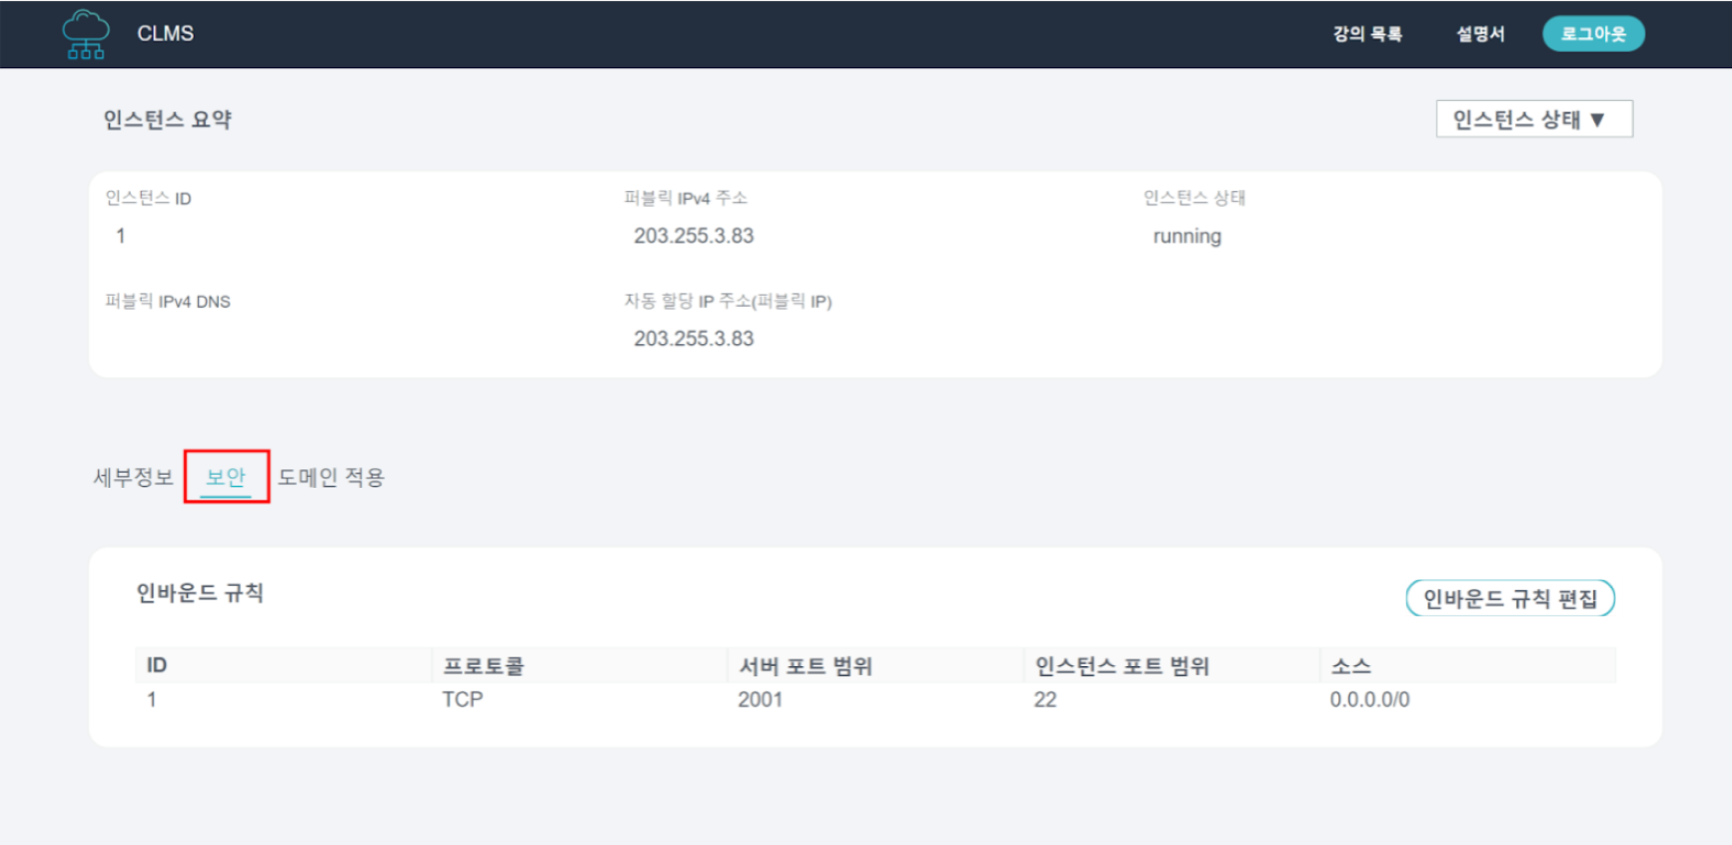 CLMS 강의 목록 설명서 로그아웃
인스턴스 요약 인스턴스 상태 ▼
인스턴스 ID 퍼블릭 IPv4 주소 인스턴스 상태
1 203.255.3.83 running
퍼블릭 IPv4 DNS 자동 할당 IP 주소(퍼블릭 IP)
203.255.3.83
세부정보 보안 도메인 적용
인바운드 규칙 인바운드 규칙 편집
ID 프로토콜 서버 포트 범위 인스턴스 포트 범위 소스
1 TCP 2001 22 0.0.0.0/0